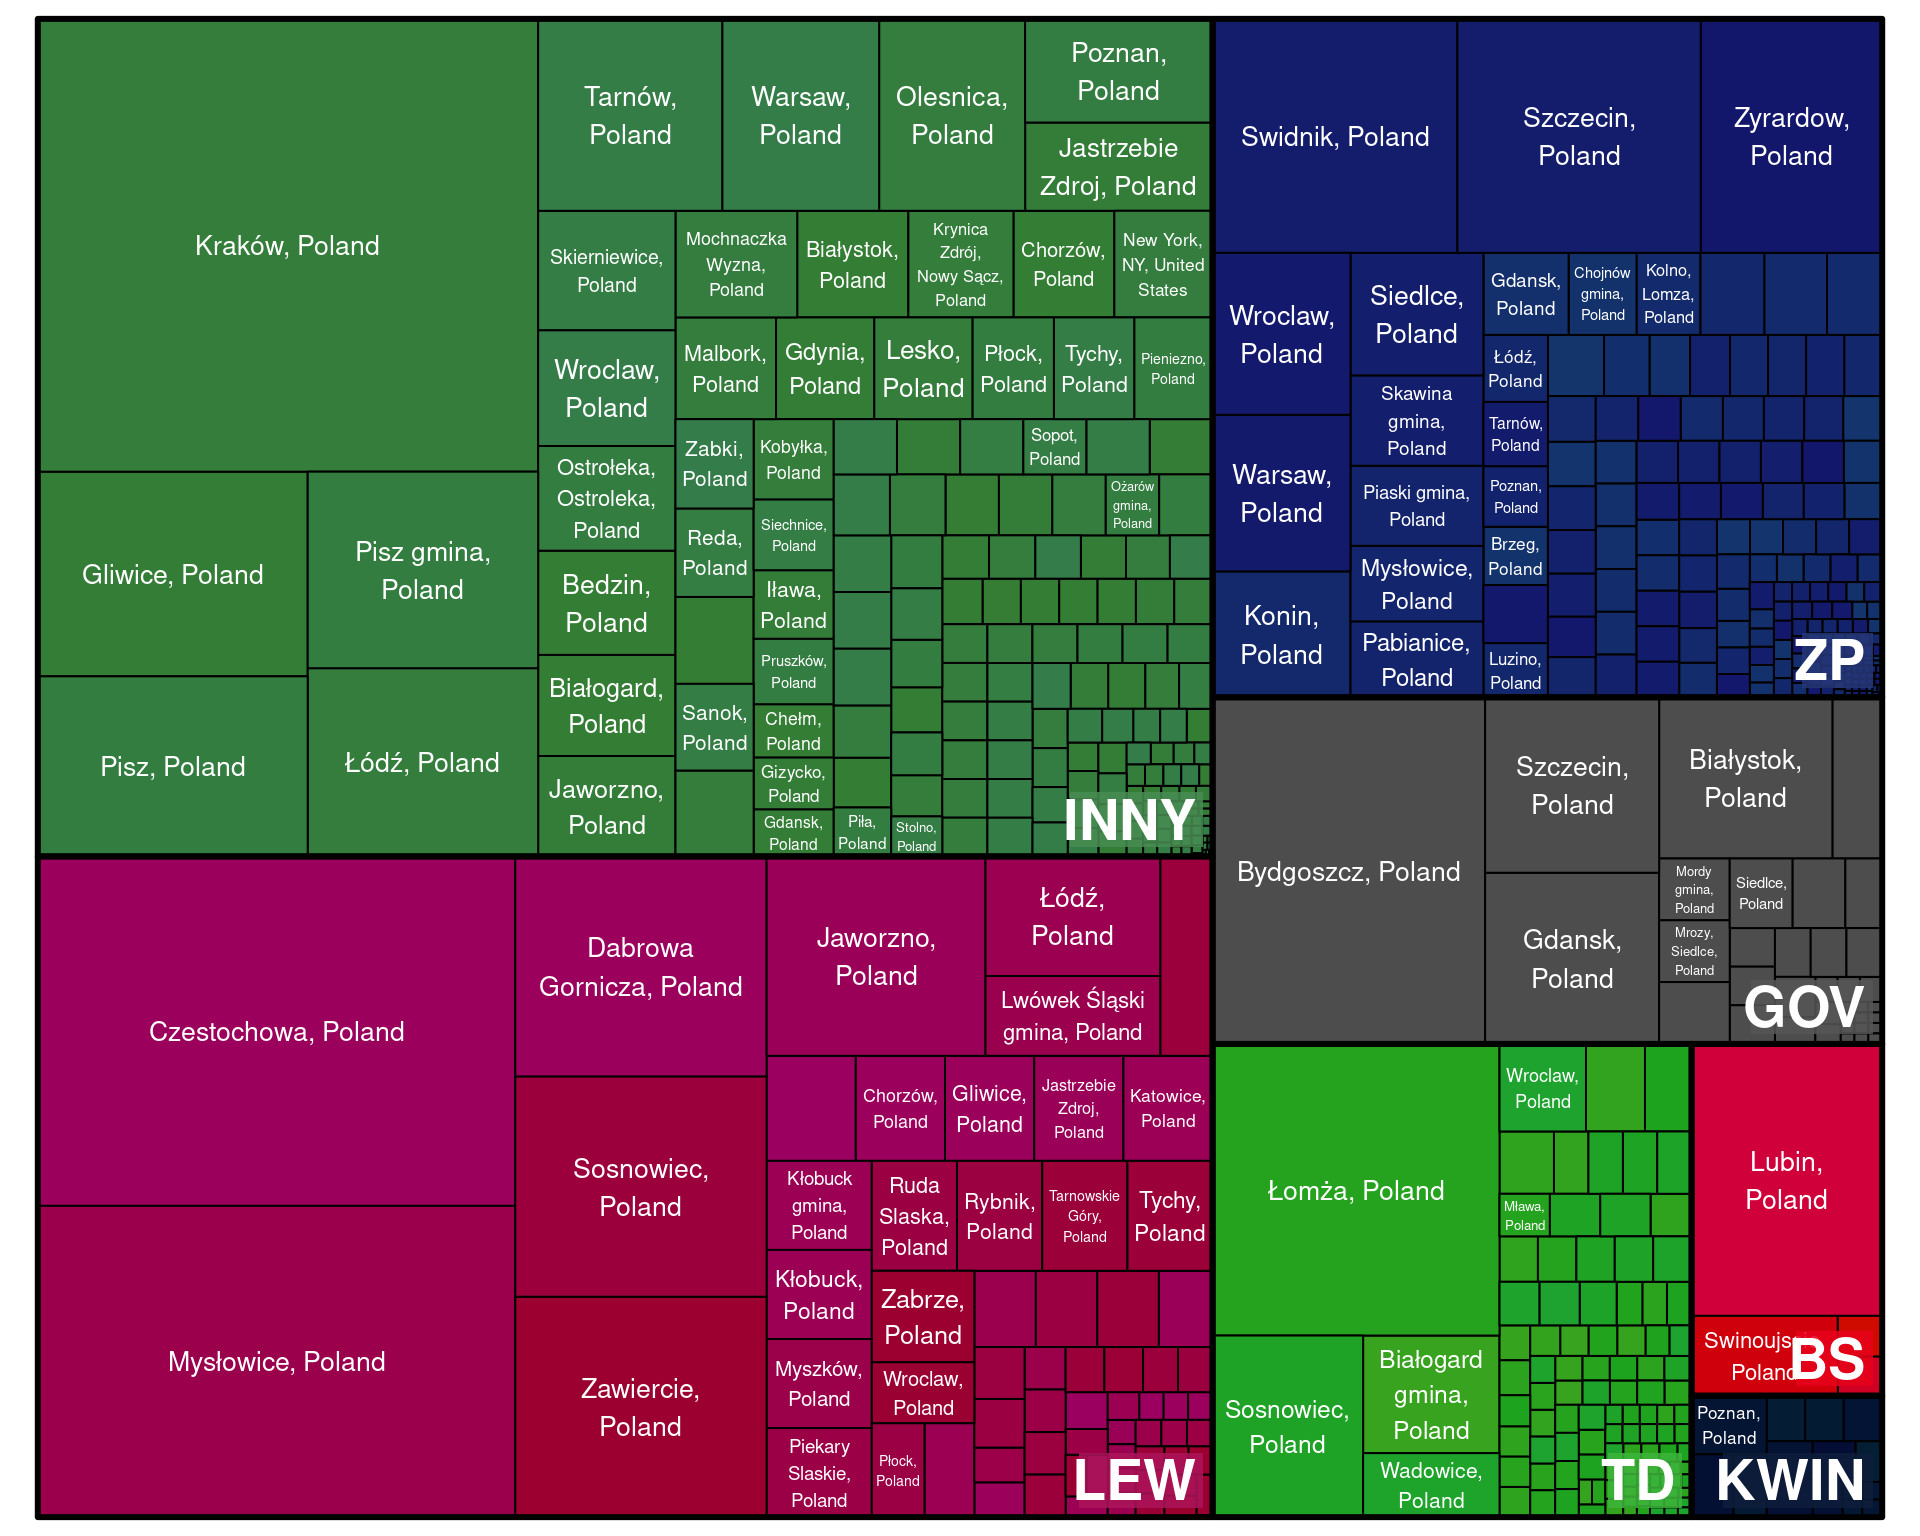 Kraków, Poland
Gliwice, Poland
Pisz gmina,
Poland
Pisz, Poland
Łódź, Poland
Tarnów,
Poland
Warsaw,
Poland
Olesnica,
Poland
Poznan,
Poland
Jastrzebie
Zdroj, Poland
Skierniewice,
Poland
Wroclaw,
Poland
Ostrołeka,
Ostroleka,
Poland
Bedzin,
Poland
Białogard,
Poland
Jaworzno,
Poland
Mochnaczka
Wyzna,
Poland
Białystok,
Poland
Krynica
Zdrój,
Nowy Sącz,
Poland
Chorzów,
Poland
New York,
NY, United
States
Malbork,
Poland
Gdynia,
Poland
Lesko,
Poland
Płock,
Poland
Tychy,
Poland
Pieniezno,
Poland
Zabki,
Poland
Reda,
Poland
Sanok,
Poland
Kobyłka,
Poland
Siechnice,
Poland
Iława,
Poland
Pruszków,
Poland
Chełm,
Poland
Gizycko,
Poland
Gdansk,
Poland
Sopot,
Poland
Ożarów
gmina,
Poland
Piła,
Poland
Stolno,
Poland
INNY
Swidnik, Poland
Szczecin,
Poland
Zyrardow,
Poland
Wroclaw,
Poland
Warsaw,
Poland
Konin,
Poland
Siedlce,
Poland
Skawina
gmina,
Poland
Piaski gmina,
Poland
Mysłowice,
Poland
Pabianice,
Poland
Gdansk,
Poland
Chojnów
gmina,
Poland
Kolno,
Lomza,
Poland
Łódź,
Poland
Tarnów,
Poland
Poznan,
Poland
Brzeg,
Poland
Luzino,
Poland
ZP
Bydgoszcz, Poland
Szczecin,
Poland
Gdansk,
Poland
Białystok,
Poland
Mordy
gmina,
Poland
Siedlce,
Poland
Mrozy,
Siedlce,
Poland
GOV
Czestochowa, Poland
Mysłowice, Poland
Dabrowa
Gornicza, Poland
Sosnowiec,
Poland
Zawiercie,
Poland
Jaworzno,
Poland
Łódź,
Poland
Lwówek Śląski
gmina, Poland
Chorzów,
Poland
Gliwice,
Poland
Jastrzebie
Zdroj,
Poland
Katowice,
Poland
Kłobuck
gmina,
Poland
Kłobuck,
Poland
Myszków,
Poland
Piekary
Slaskie,
Poland
Ruda
Slaska,
Poland
Rybnik,
Poland
Tarnowskie
Góry,
Poland
Tychy,
Poland
Zabrze,
Poland
Wroclaw,
Poland
Płock,
Poland
LEW
Łomża, Poland
Sosnowiec,
Poland
Białogard
gmina,
Poland
Wadowice,
Poland
Wroclaw,
Poland
Mława,
Poland
TD
Lubin,
Poland
Poland
BS
Poznan,
Poland
KWIN